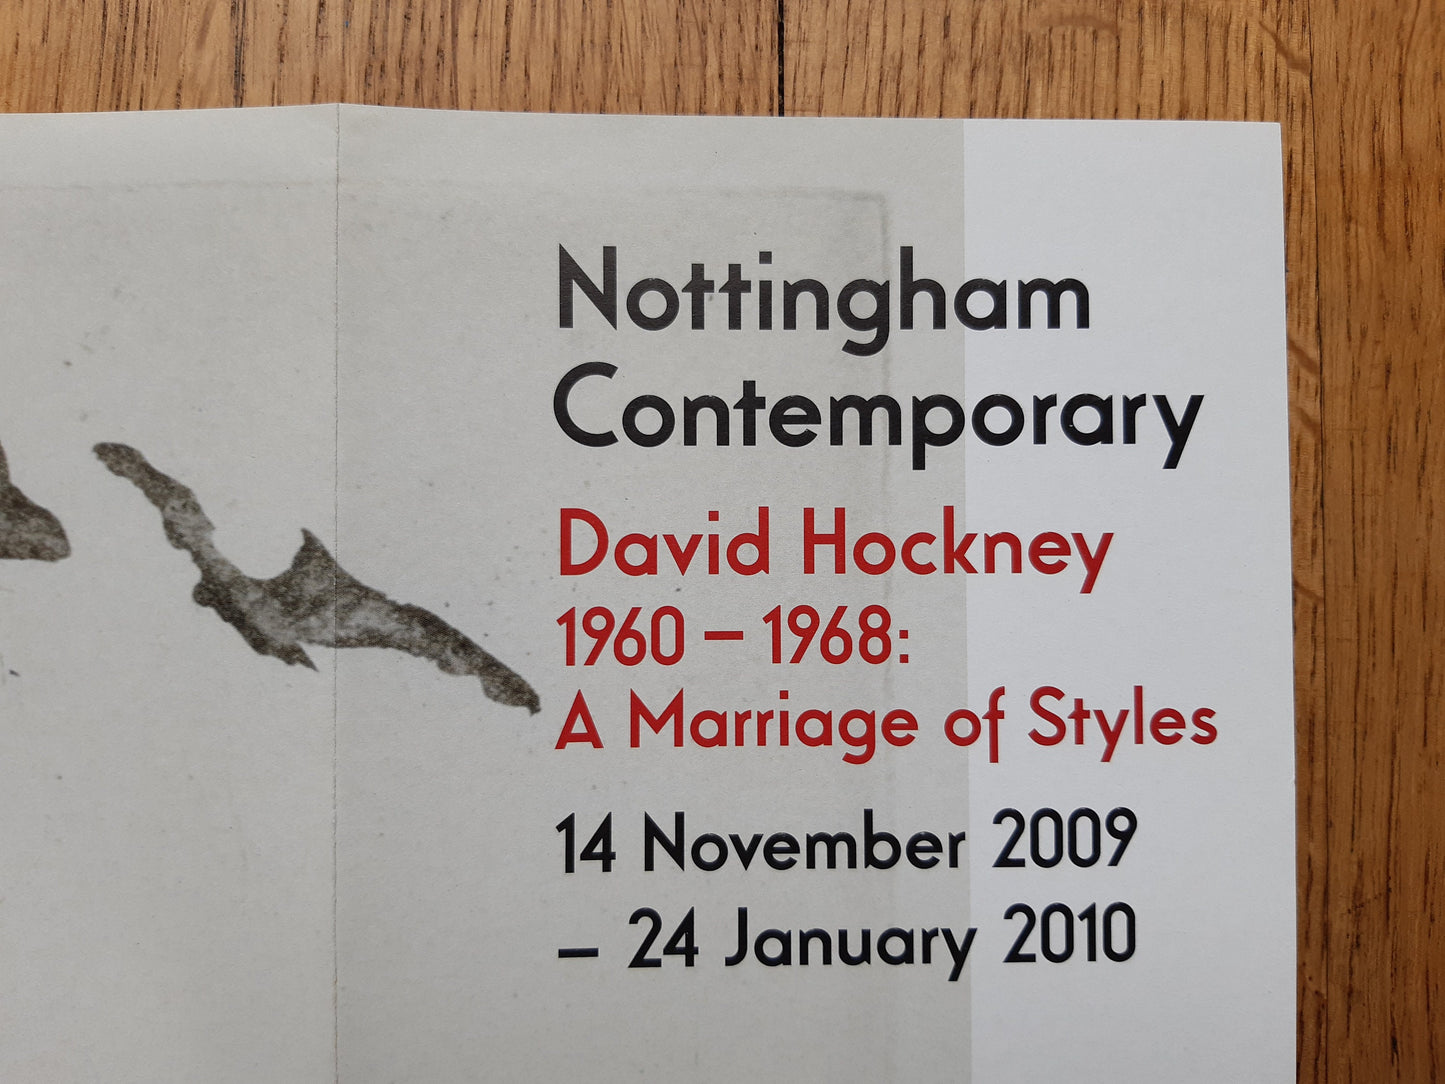 Nottingham
Contemporary
David Hockney
1960 – 1968:
A Marriage of Styles
14 November 2009
– 24 January 2010